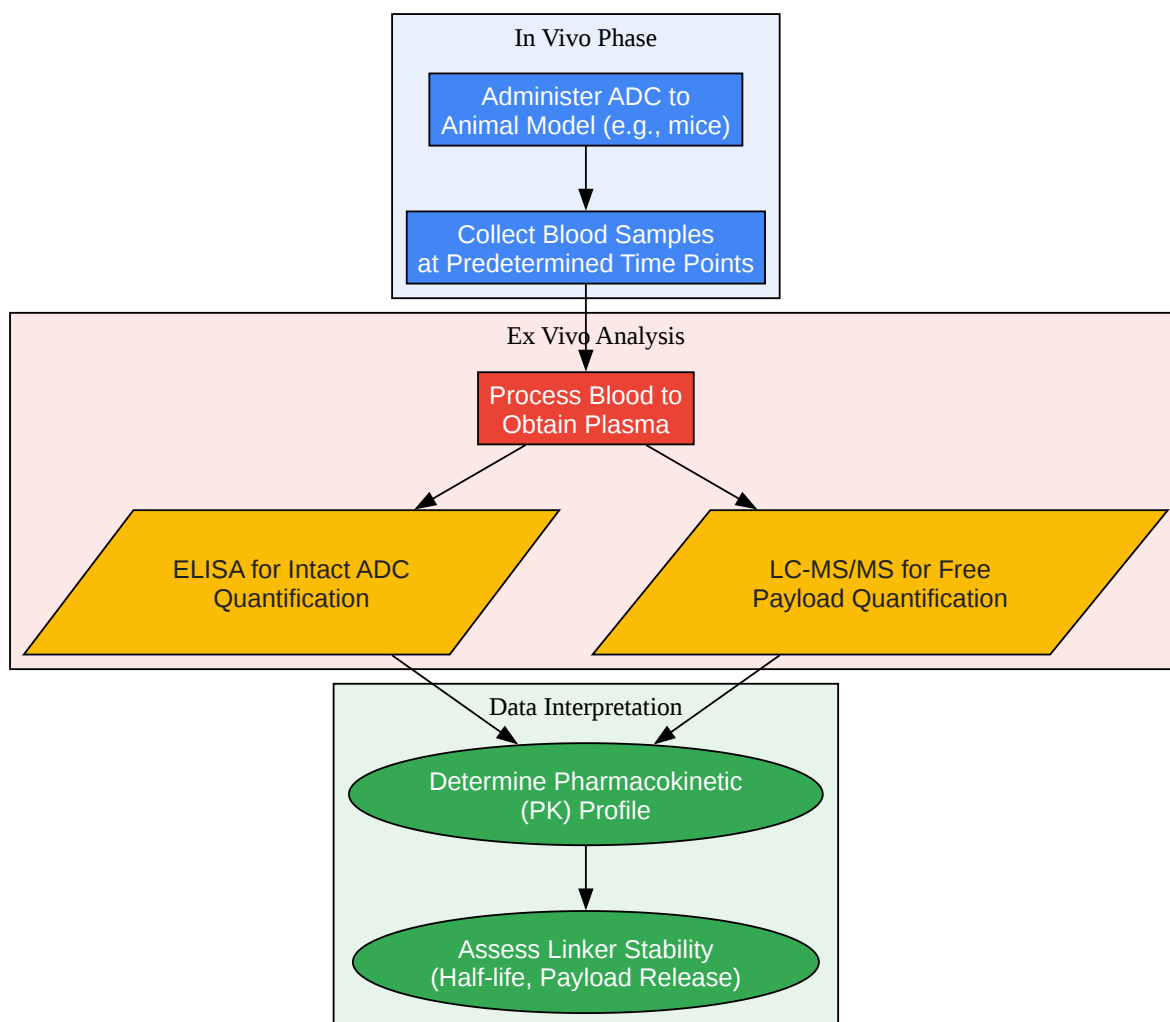 In Vivo Phase
Administer ADC to
Animal Model (e.g., mice)
Collect Blood Samples
at Predetermined Time Points
Ex Vivo Analysis
Process Blood to
Obtain Plasma
ELISA for Intact ADC
Quantification
LC-MS/MS for Free
Payload Quantification
Data Interpretation
Determine Pharmacokinetic
(PK) Profile
Assess Linker Stability
(Half-life, Payload Release)